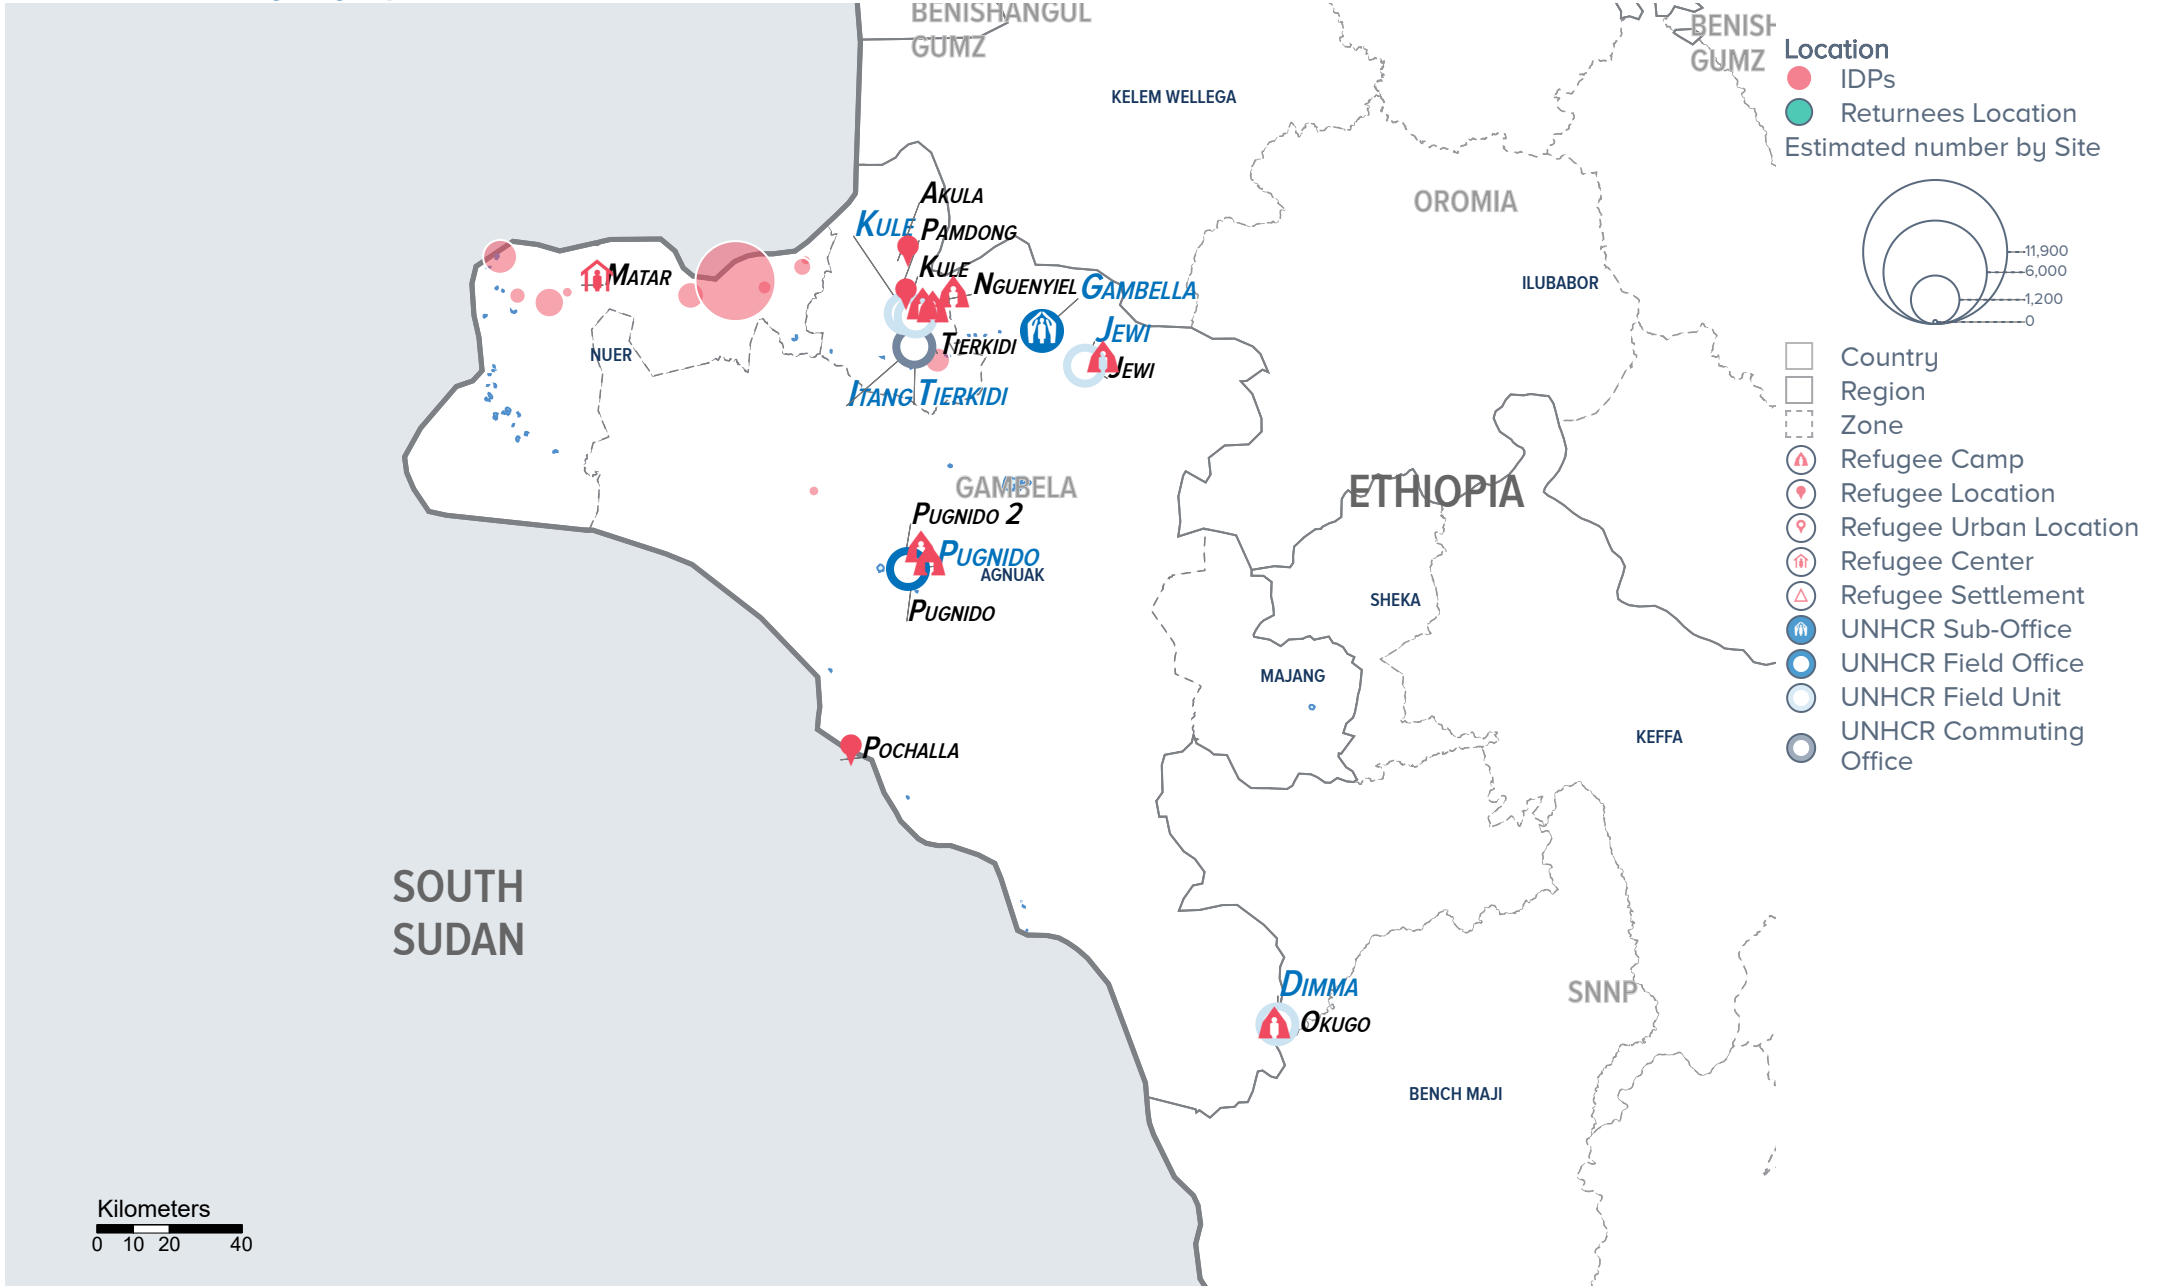 BENISHANGUL
GUMZ
KELEM WELLEGA
OROMIA
AKULA
KULE
PAMDONG
KULE
NGUENYIEL
GAMBELLA
MATAR
ILUBABOR
JEWI
TIERKIDI
NUER
JEWI
ITANG
TIERKIDI
GAMBELA
ETHIOPIA
PUGNIDO 2
PUGNIDO
AGNUAK
PUGNIDO
SHEKA
MAJANG
KEFFA
POCHALLA
SOUTH
SUDAN
DIMMA
OKUGO
SNNP
BENCH MAJI
Kilometers
0 10 20 40
BENISH
GUMZ
Location
IDPs
Returnees Location
Estimated number by Site
11,900
6,000
1,200
0
Country
Region
Zone
Refugee Camp
Refugee Location
Refugee Urban Location
Refugee Center
Refugee Settlement
UNHCR Sub-Office
UNHCR Field Office
UNHCR Field Unit
UNHCR Commuting
Office